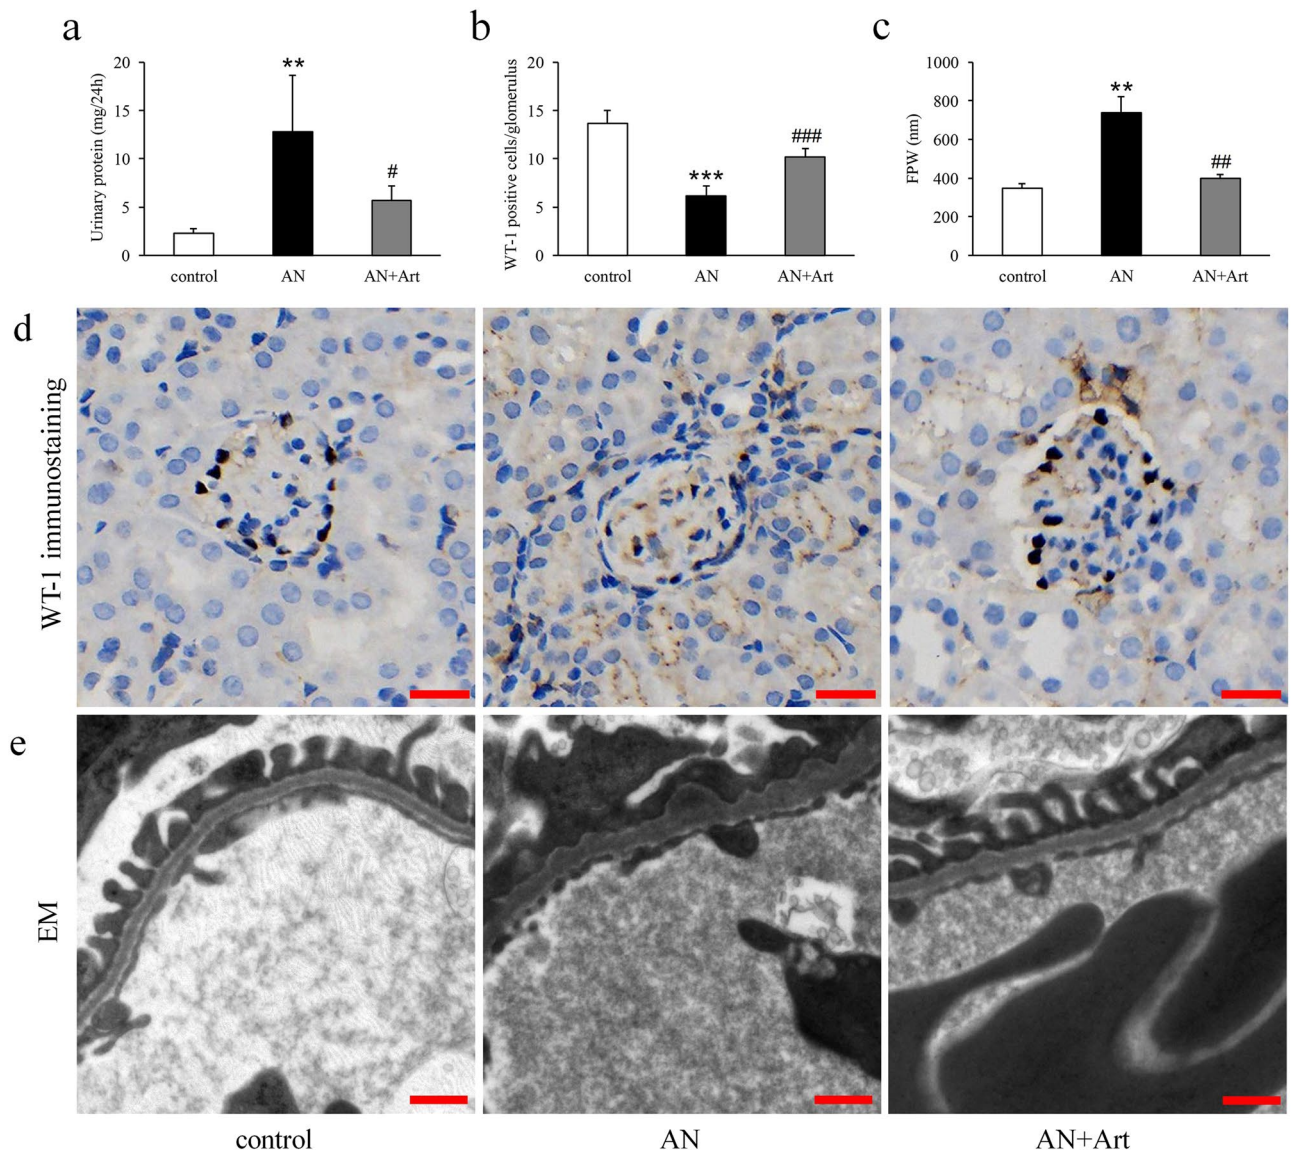 a
Urinary protein (mg/24h)
20
15
10
5
0
**
#
control
AN
AN+Art
b
WT-1 positive cells/glomerulus
20
15
10
5
0
***
###
control
AN
AN+Art
c
FPW (nm)
1000
800
600
400
200
0
**
##
control
AN
AN+Art
d
WT-1 immunostaining
e
EM
control
AN
AN+Art